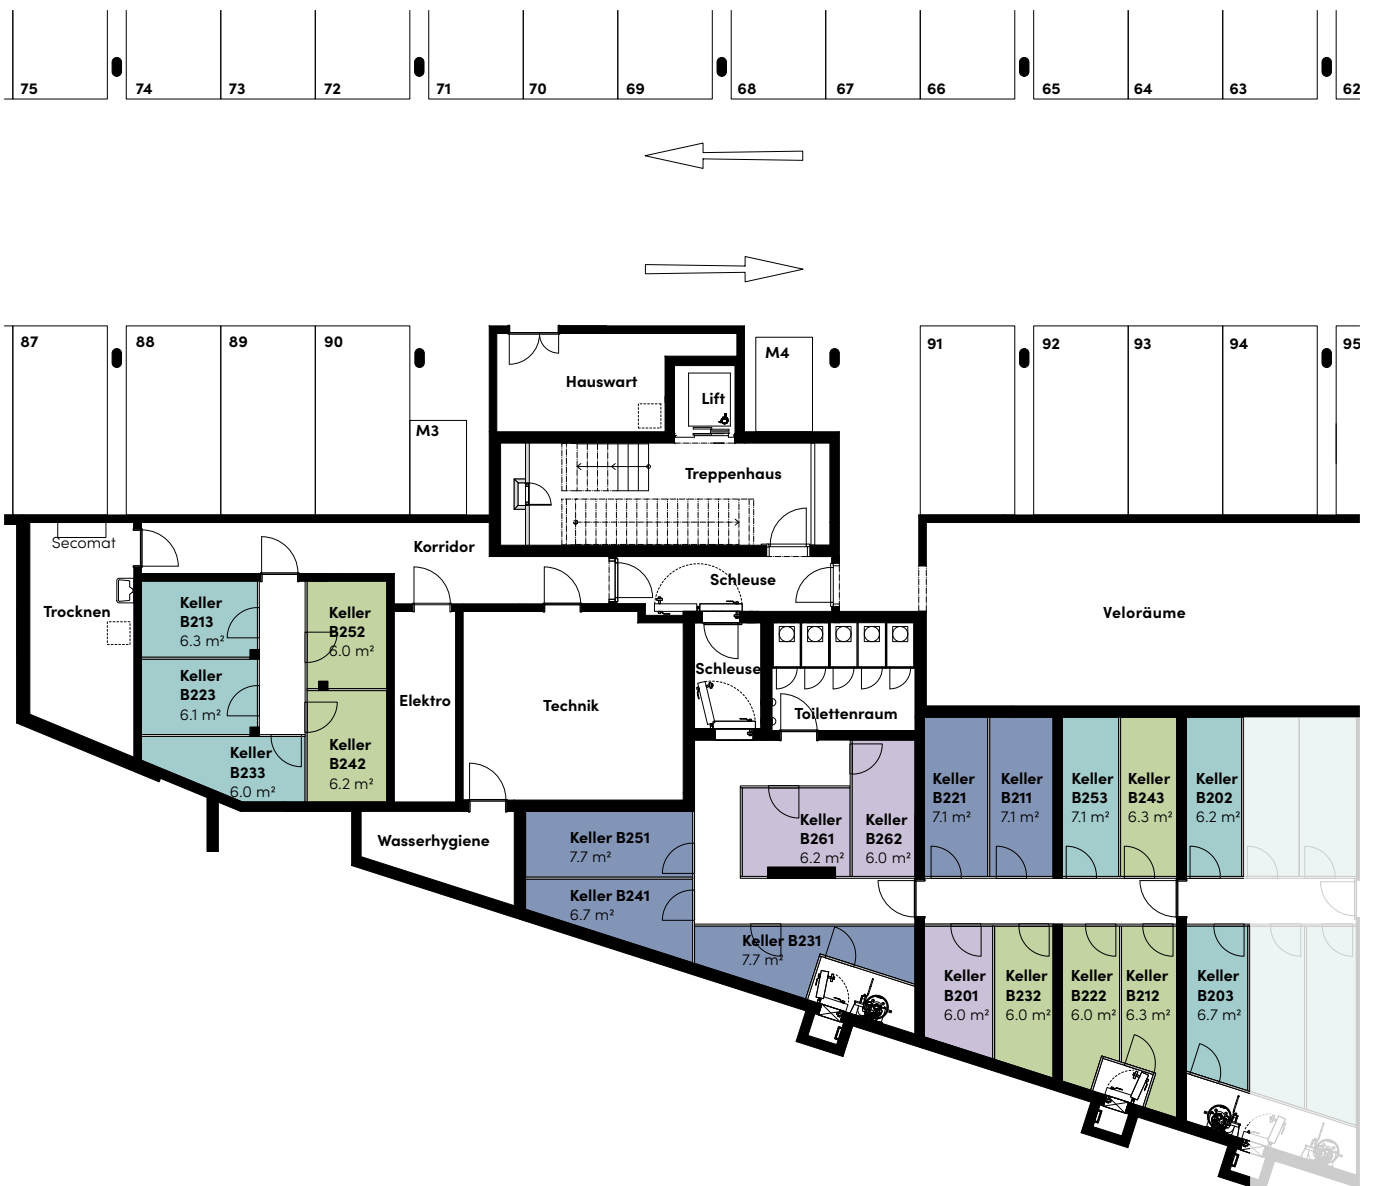 75
74
73
72
71
70
69
68
67
66
65
64
63
62
87
88
89
90
M3
Hauswart
Lift
M4
91
92
93
94
95
Treppenhaus
Secomat
Korridor
Schleuse
Trocknen
Keller
B213
6.3 m²
Keller
B252
6.0 m²
Veloräume
Keller
B223
6.1 m²
Elektro
Technik
Schleuse
Toilettenraum
Keller
B233
6.0 m²
Keller
B242
6.2 m²
Wasserhygiene
Keller B251
7.7 m²
Keller B241
6.7 m²
Keller B231
7.7 m²
Keller
B261
6.2 m²
Keller
B262
6.0 m²
Keller
B221
7.1 m²
Keller
B211
7.1 m²
Keller
B253
7.1 m²
Keller
B243
6.3 m²
Keller
B202
6.2 m²
Keller
B201
6.0 m²
Keller
B232
6.0 m²
Keller
B222
6.0 m²
Keller
B212
6.3 m²
Keller
B203
6.7 m²